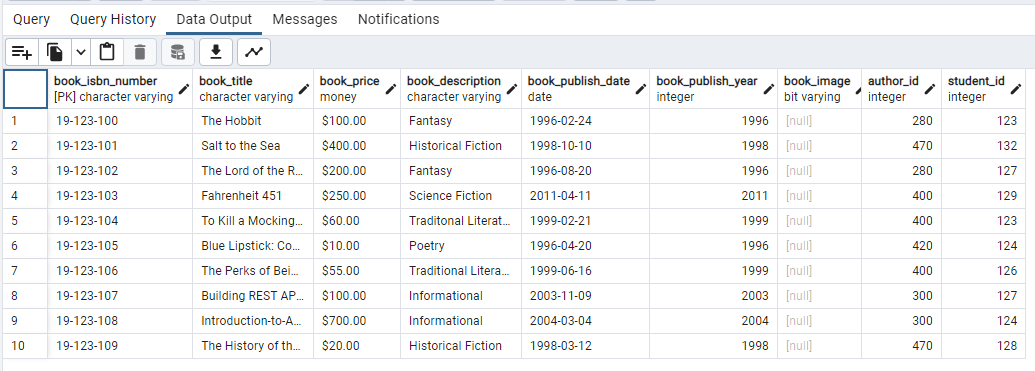 Query Query History Data Output Messages Notifications
book_isbn_number book_title book_price book_description book_publish_date book_publish_year book_image author_id student_id
[PK] character varying character varying money character varying date integer bit varying integer integer
1 19-123-100 The Hobbit $100.00 Fantasy 1996-02-24 1996 [null] 280 123
2 19-123-101 Salt to the Sea $400.00 Historical Fiction 1998-10-10 1998 [null] 470 132
3 19-123-102 The Lord of the R... $200.00 Fantasy 1996-08-20 1996 [null] 280 127
4 19-123-103 Fahrenheit 451 $250.00 Science Fiction 2011-04-11 2011 [null] 400 129
5 19-123-104 To Kill a Mocking... $60.00 Traditonal Literat... 1999-02-21 1999 [null] 400 123
6 19-123-105 Blue Lipstick: Co... $10.00 Poetry 1996-04-20 1996 [null] 420 124
7 19-123-106 The Perks of Bei... $55.00 Traditional Litera... 1999-06-16 1999 [null] 400 126
8 19-123-107 Building REST AP... $100.00 Informational 2003-11-09 2003 [null] 300 127
9 19-123-108 Introduction-to-A... $700.00 Informational 2004-03-04 2004 [null] 300 124
10 19-123-109 The History of th... $20.00 Historical Fiction 1998-03-12 1998 [null] 470 128